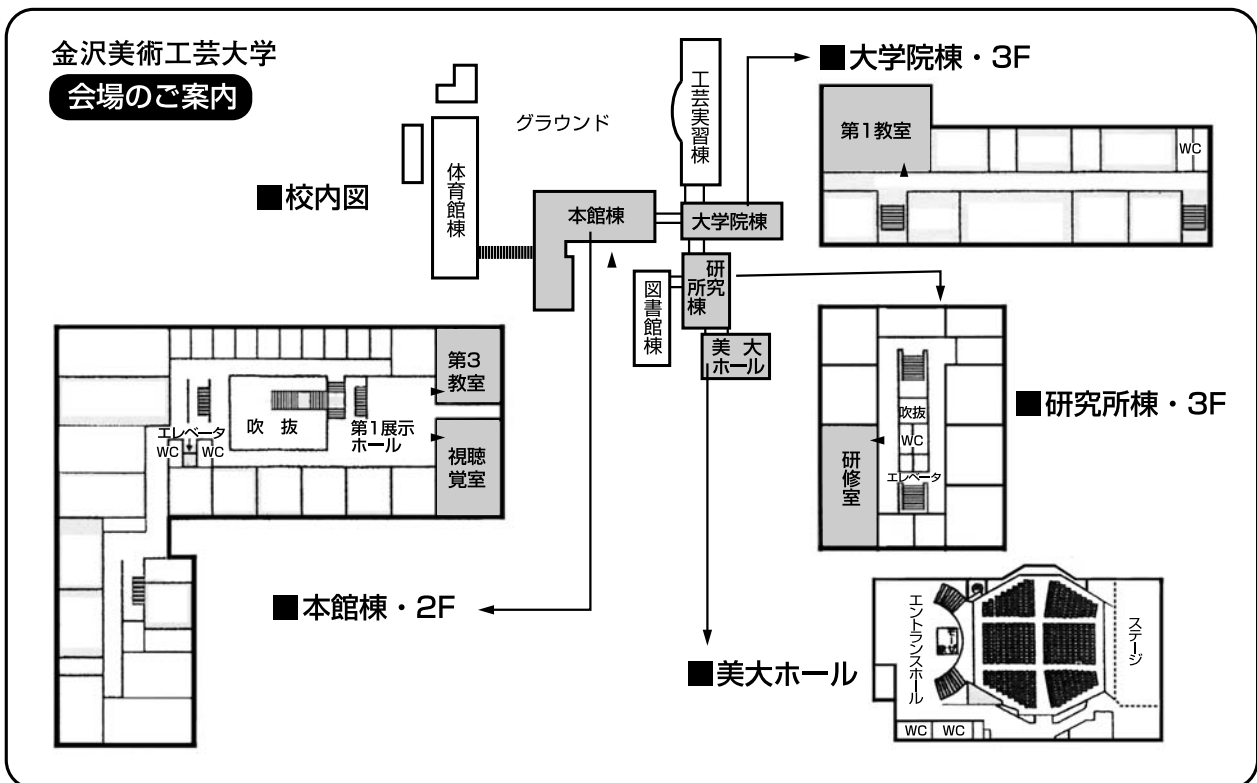 金沢美術工芸大学
会場のご案内
■校内図
グラウンド
体育館棟
工芸実習棟
本館棟
大学院棟
研究所棟
図書館棟
美大
ホール
■大学院棟・3F
第1教室
WC
■研究所棟・3F
吹抜
WC
研修室
エレベータ
■本館棟・2F
第3
教室
吹 抜
第1展示
ホール
エレベータ
WC
WC
視聴
覚室
■美大ホール
エントランスホール
ステージ
WC
WC